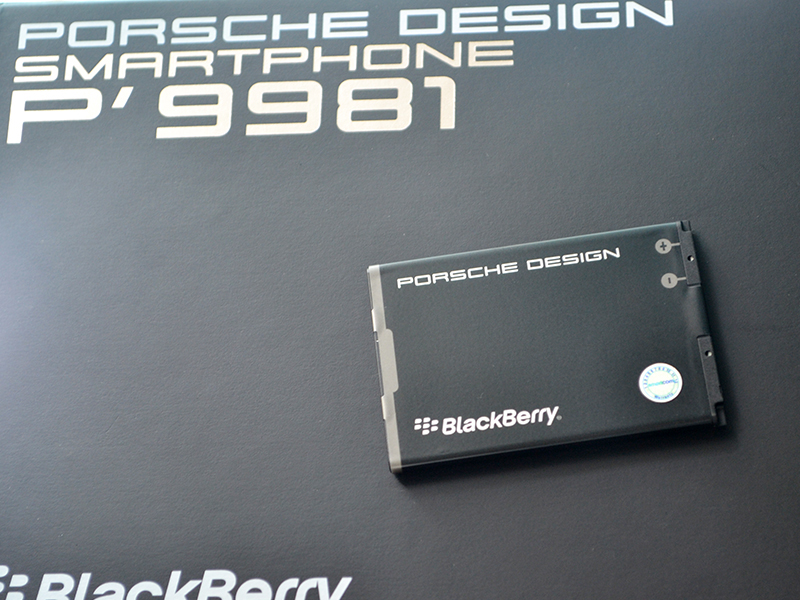 PORSCHE DESIGN
SMARTPHONE
P'9981
PORSCHE DESIGN
+
-
BlackBerry®
BlackBerry